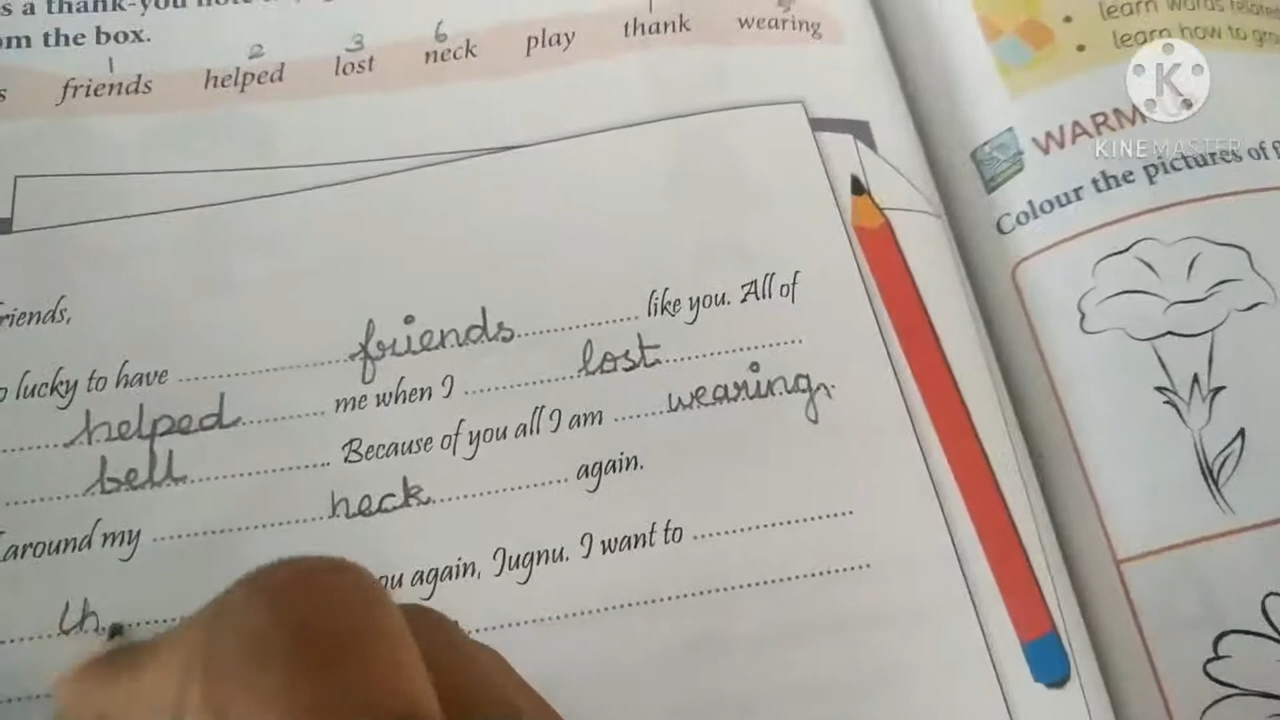 s a thank-you
om the box.
1 2 3 6 1
s friends helped lost neck play thank wearing
riends,
lucky to have friends like you. All of
helped me when I lost
bell Because of you all I am wearing
around my neck again.
th ou again, Jugnu. I want to
learn words relate
learn how to gro
K
KINEMASTER
WARM
Colour the pictures of f